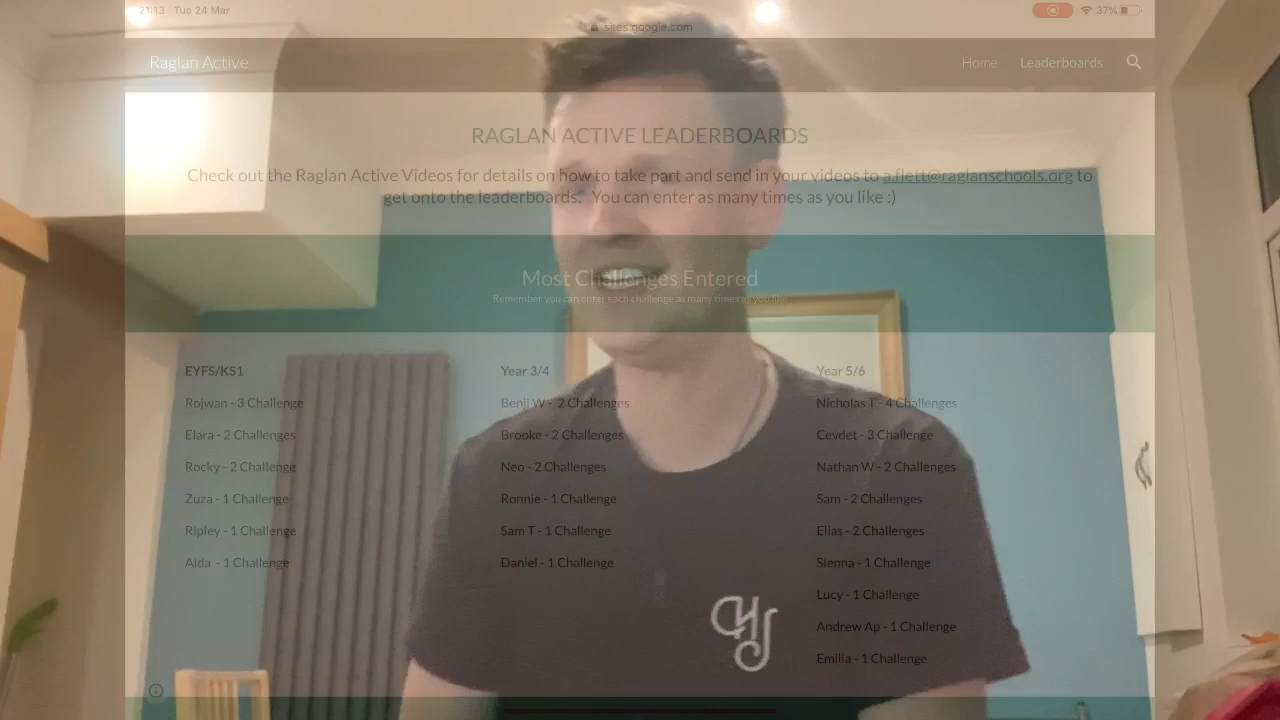 21:13 Tue 24 Mar
37%
sites.google.com
Raglan Active
Home Leaderboards
RAGLAN ACTIVE LEADERBOARDS
Check out the Raglan Active Videos for details on how to take part and send in your videos to a.flett@raglanschools.org to
get onto the leaderboards. You can enter as many times as you like :)
Most Challenges Entered
Remember you can enter each challenge as many times as you like
EYFS/KS1
Rojwan - 3 Challenge
Elara - 2 Challenges
Rocky - 2 Challenge
Zuza - 1 Challenge
Ripley - 1 Challenge
Aida - 1 Challenge
Year 3/4
Benji W - 2 Challenges
Brooke - 2 Challenges
Neo - 2 Challenges
Ronnie - 1 Challenge
Sam T - 1 Challenge
Daniel - 1 Challenge
Year 5/6
Nicholas T - 4 Challenges
Cevdet - 3 Challenge
Nathan W - 2 Challenges
Sam - 2 Challenges
Elias - 2 Challenges
Sienna - 1 Challenge
Lucy - 1 Challenge
Andrew Ap - 1 Challenge
Emilia - 1 Challenge